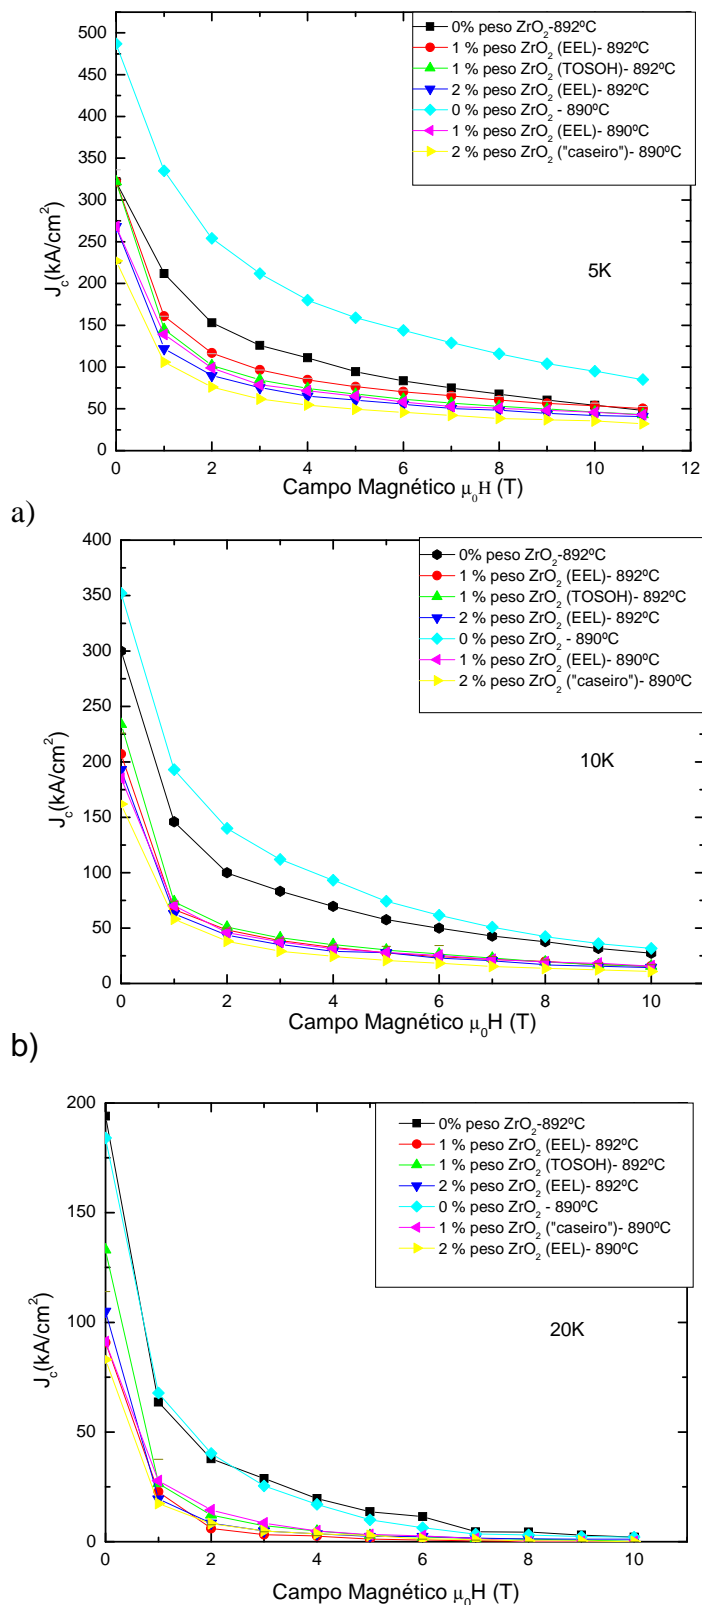 0% peso ZrO₂-892ºC
1 % peso ZrO₂ (EEL)- 892ºC
1 % peso ZrO₂ (TOSOH)- 892ºC
2 % peso ZrO₂ (EEL)- 892ºC
0 % peso ZrO₂ - 890ºC
1 % peso ZrO₂ (EEL)- 890ºC
2 % peso ZrO₂ ("caseiro")- 890ºC
500
450
400
350
300
250
200
150
100
50
0
J_c(kA/cm²)
5K
0 2 4 6 8 10 12
Campo Magnético μ₀H (T)
a)
0% peso ZrO₂-892ºC
1 % peso ZrO₂ (EEL)- 892ºC
1 % peso ZrO₂ (TOSOH)- 892ºC
2 % peso ZrO₂ (EEL)- 892ºC
0 % peso ZrO₂ - 890ºC
1 % peso ZrO₂ (EEL)- 890ºC
2 % peso ZrO₂ ("caseiro")- 890ºC
400
350
300
250
200
150
100
50
0
J_c(kA/cm²)
10K
0 2 4 6 8 10
Campo Magnético μ₀H (T)
b)
0% peso ZrO₂-892ºC
1 % peso ZrO₂ (EEL)- 892ºC
1 % peso ZrO₂ (TOSOH)- 892ºC
2 % peso ZrO₂ (EEL)- 892ºC
0 % peso ZrO₂ - 890ºC
1 % peso ZrO₂ ("caseiro")- 890ºC
2 % peso ZrO₂ (EEL)- 890ºC
200
150
100
50
0
J_c(kA/cm²)
20K
0 2 4 6 8 10
Campo Magnético μ₀H (T)